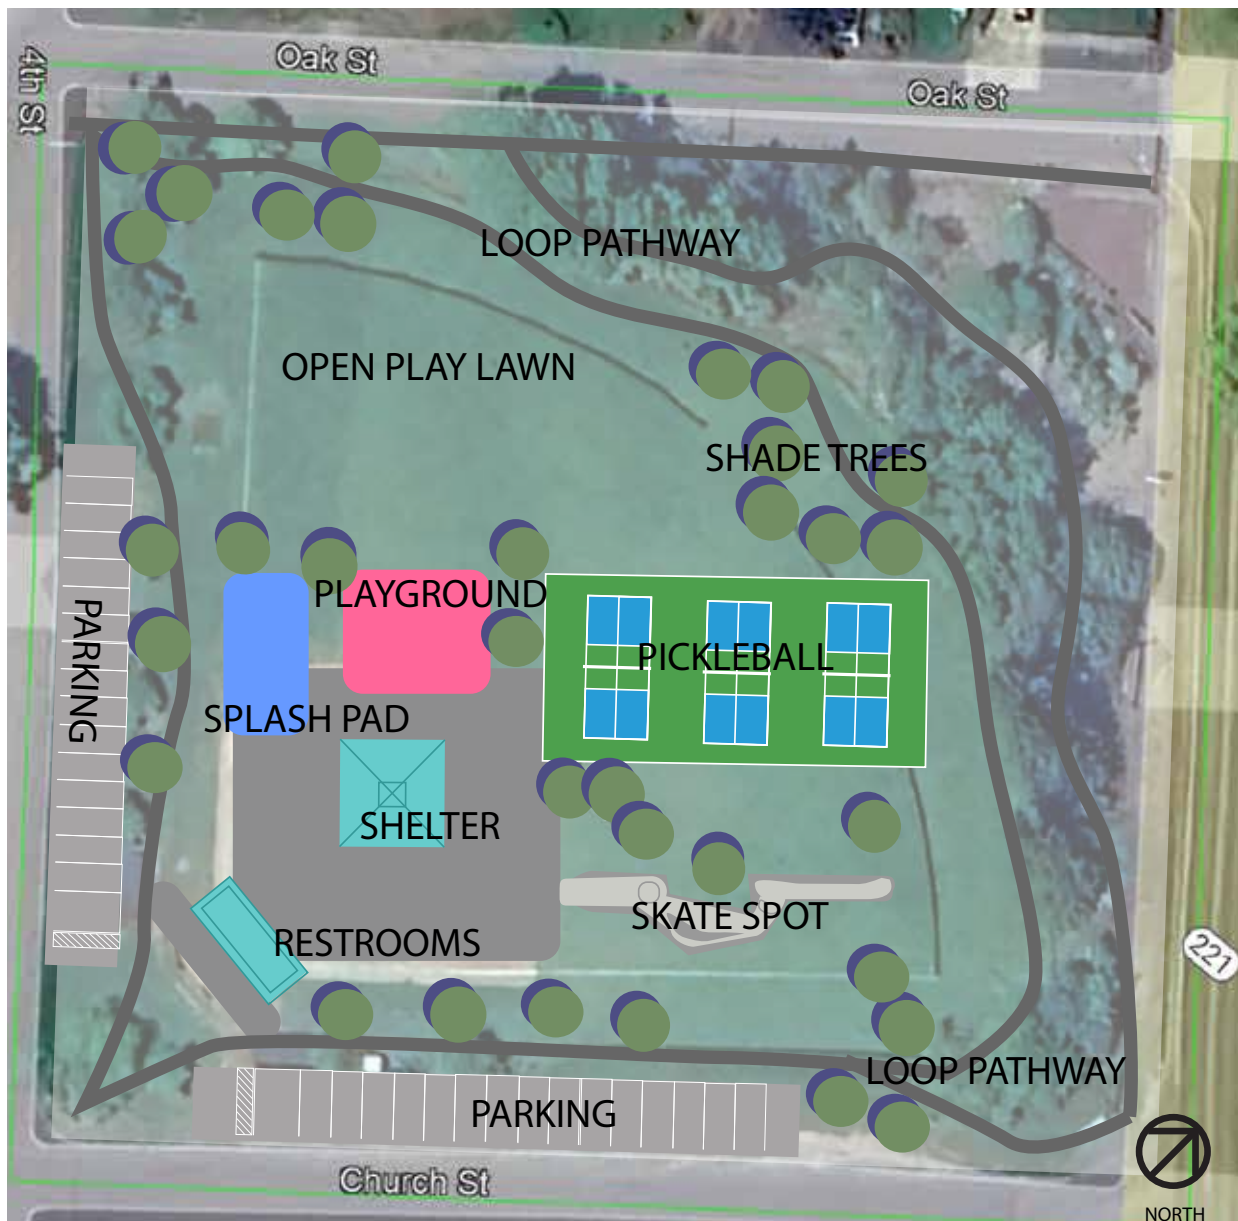 Oak St
Oak St
4th St
LOOP PATHWAY
OPEN PLAY LAWN
SHADE TREES
PLAYGROUND
PARKING
PICKLEBALL
SPLASH PAD
SHELTER
SKATE SPOT
RESTROOMS
221
LOOP PATHWAY
PARKING
Church St
NORTH